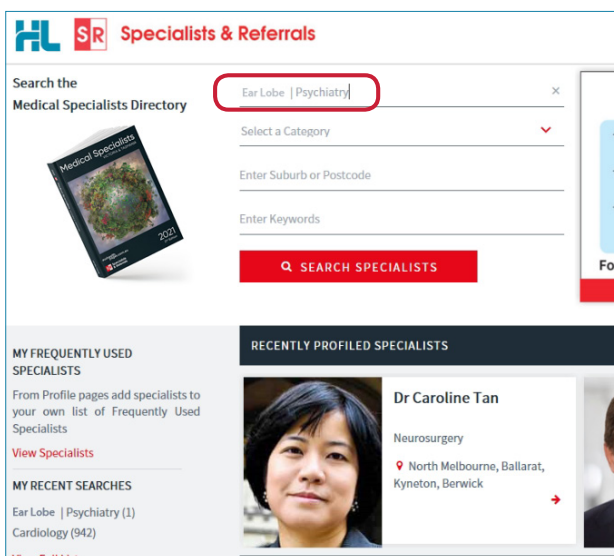 HL SR Specialists & Referrals
Search the
Medical Specialists Directory
Ear Lobe | Psychiatry
×
Select a Category
Enter Suburb or Postcode
Enter Keywords
SEARCH SPECIALISTS
Medical Specialists
2021
Fo
MY FREQUENTLY USED
SPECIALISTS
From Profile pages add specialists to
your own list of Frequently Used
Specialists
View Specialists
MY RECENT SEARCHES
Ear Lobe | Psychiatry (1)
Cardiology (942)
RECENTLY PROFILED SPECIALISTS
Dr Caroline Tan
Neurosurgery
North Melbourne, Ballarat,
Kyneton, Berwick